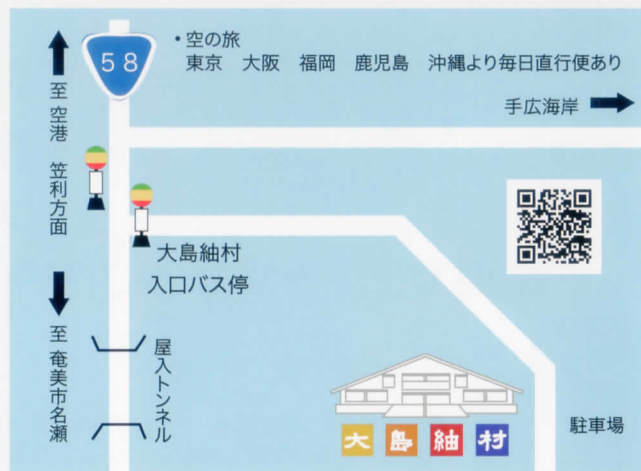 58
・空の旅
東京 大阪 福岡 鹿児島 沖縄より毎日直行便あり
手広海岸
至 空港 笠利方面
大島紬村
入口バス停
至 奄美市名瀬
屋入トンネル
大島紬村
駐車場